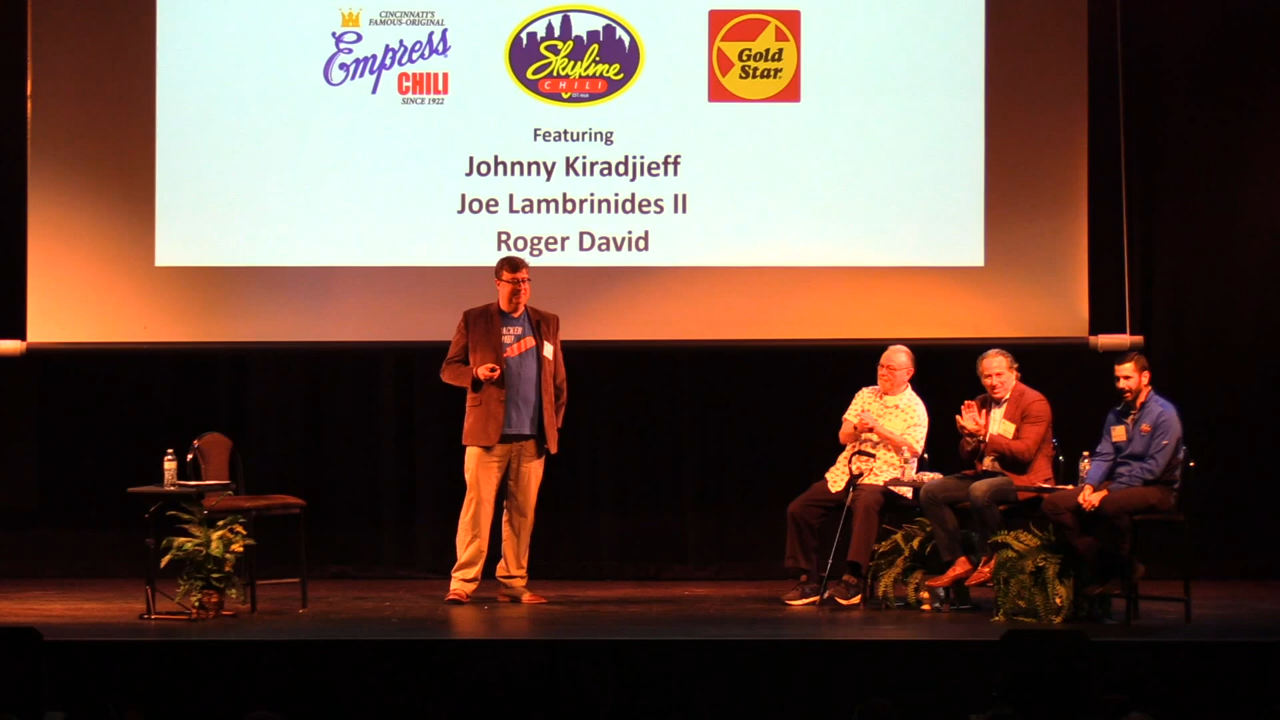 CINCINNATI'S
FAMOUS-ORIGINAL
Empress
CHILI
SINCE 1922
Skyline
CHILI
Gold
Star
Featuring
Johnny Kiradjieff
Joe Lambrinides II
Roger David